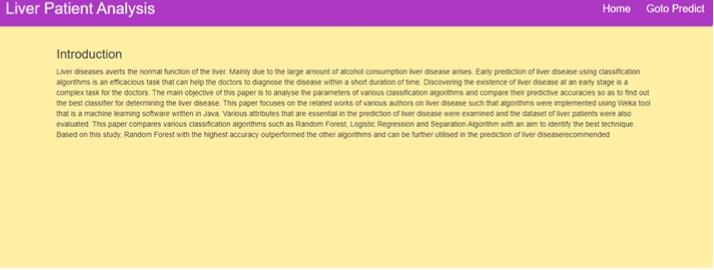 Liver Patient Analysis
Home Goto Predict
Introduction
Liver diseases averts the normal function of the liver. Mainly due to the large amount of alcohol consumption liver disease arises. Early prediction of liver disease using classification
algorithms is an efficacious task that can help the doctors to diagnose the disease within a short duration of time. Discovering the existence of liver disease at an early stage is a
complex task for the doctors. The main objective of this paper is to analyse the parameters of various classification algorithms and compare their predictive accuracies so as to find out
the best classifier for determining the liver disease. This paper focuses on the related works of various authors on liver disease such that algorithms were implemented using Weka tool
that is a machine learning software written in Java. Various attributes that are essential in the prediction of liver disease were examined and the dataset of liver patients were also
evaluated. This paper compares various classification algorithms such as Random Forest, Logistic Regression and Separation Algorithm with an aim to identify the best technique.
Based on this study, Random Forest with the highest accuracy outperformed the other algorithms and can be further utilised in the prediction of liver diseaserecommended